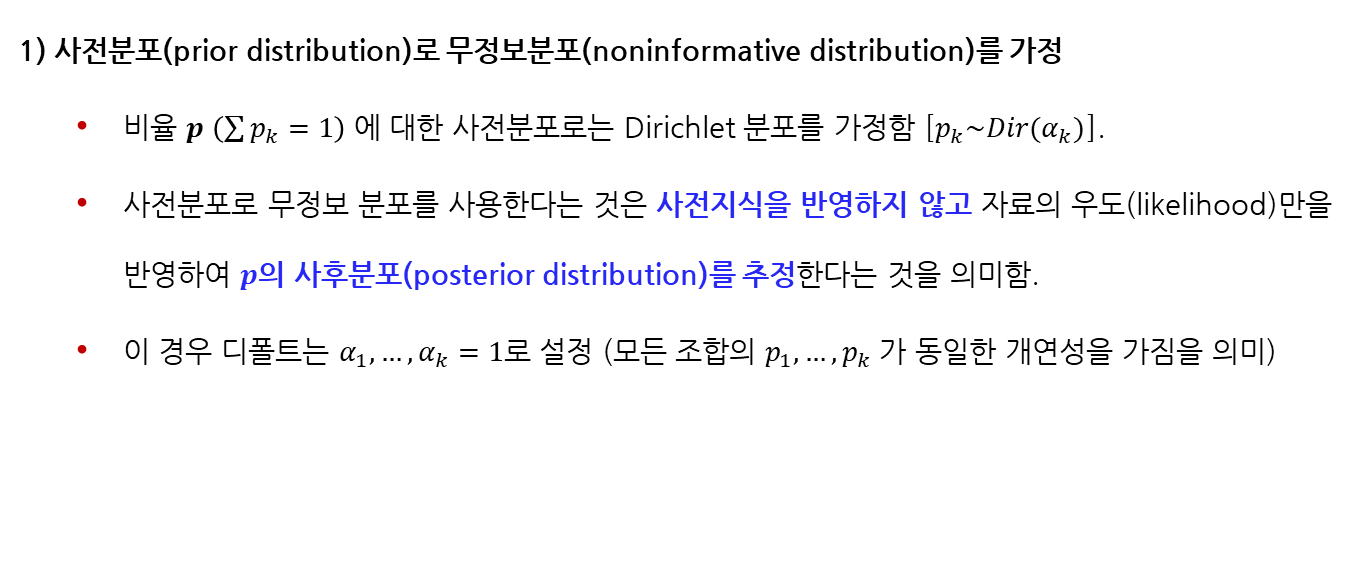 1) 사전분포(prior distribution)로 무정보분포(noninformative distribution)를 가정
• 비율 𝒑 (∑ 𝑝ₖ = 1) 에 대한 사전분포로는 Dirichlet 분포를 가정함 [𝑝ₖ~𝐷𝑖𝑟(𝛼ₖ)].
• 사전분포로 무정보 분포를 사용한다는 것은 사전지식을 반영하지 않고 자료의 우도(likelihood)만을
반영하여 𝒑의 사후분포(posterior distribution)를 추정한다는 것을 의미함.
• 이 경우 디폴트는 𝛼₁, … , 𝛼ₖ = 1로 설정 (모든 조합의 𝑝₁, … , 𝑝ₖ 가 동일한 개연성을 가짐을 의미)